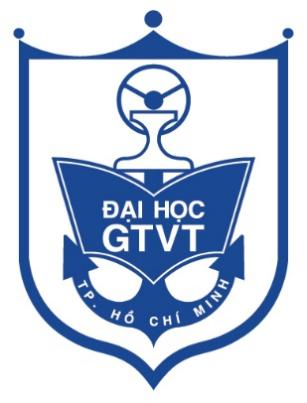 ĐẠI HỌC
GTVT
TP. HỒ CHÍ MINH